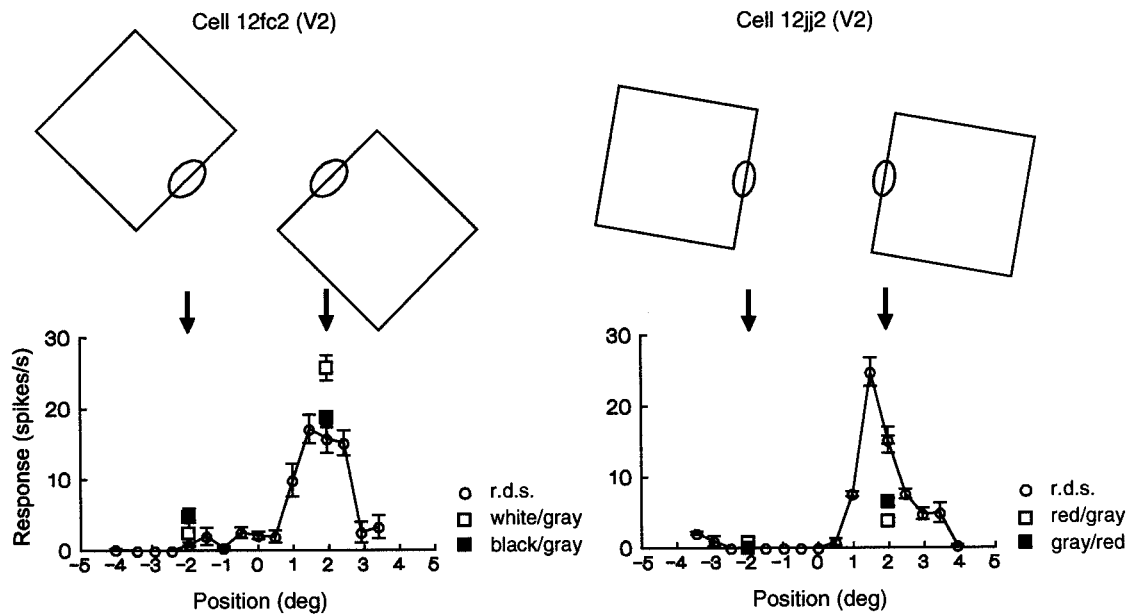 Cell 12fc2 (V2)
Cell 12jj2 (V2)
Response (spikes/s)
30
20
10
0
−5 −4 −3 −2 −1 0 1 2 3 4 5
Position (deg)
r.d.s.
white/gray
black/gray
30
20
10
0
−5 −4 −3 −2 −1 0 1 2 3 4 5
Position (deg)
r.d.s.
red/gray
gray/red